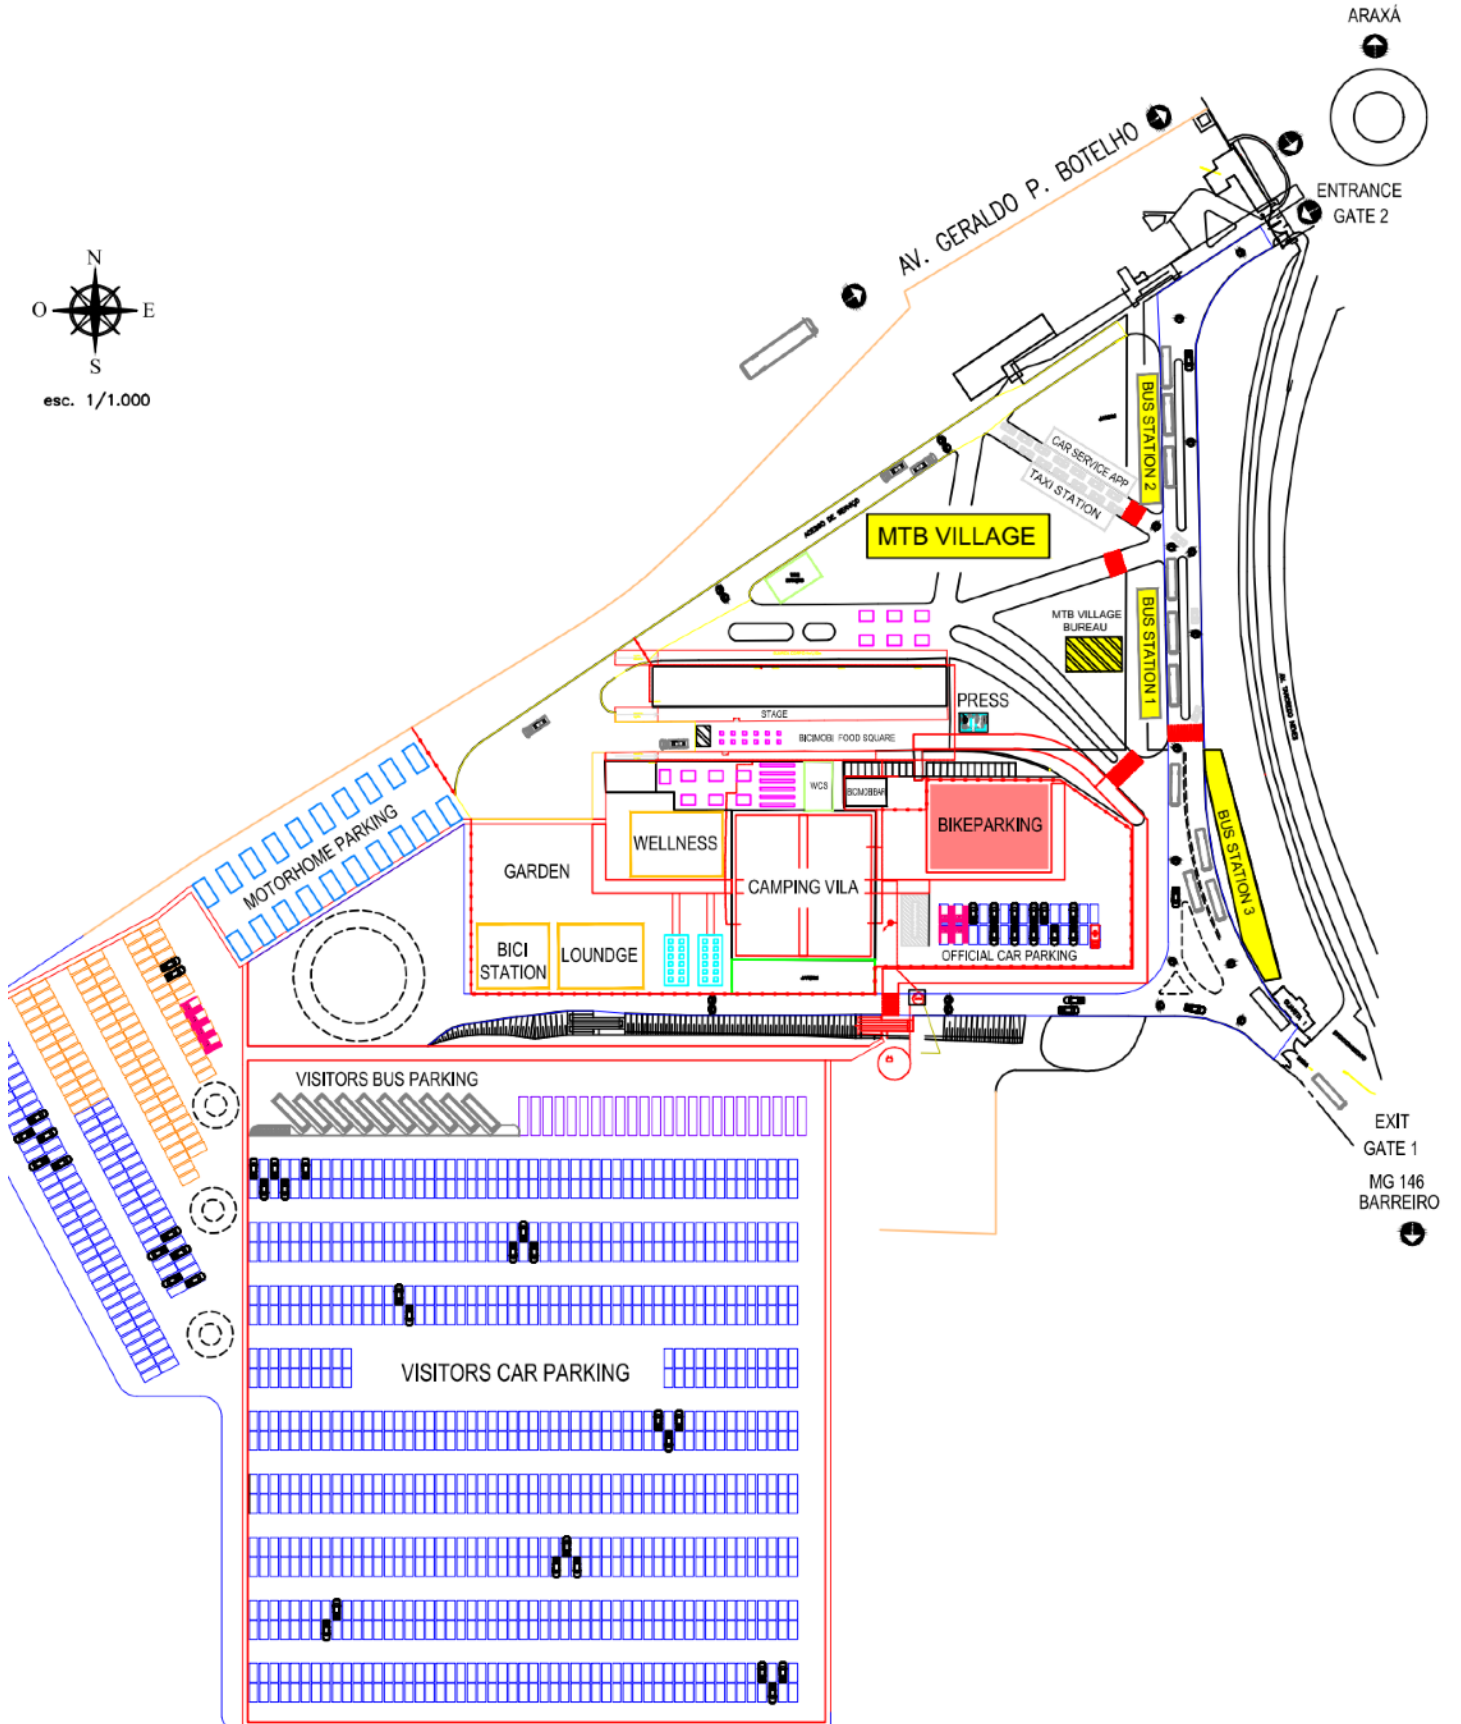 ARAXÁ
ENTRANCE
GATE 2
AV. GERALDO P. BOTELHO
N
O
E
S
esc. 1/1.000
BUS STATION 2
CAR SERVICE APP
TAXI STATION
MTB VILLAGE
MTB VILLAGE
BUREAU
BUS STATION 1
PRESS
STAGE
BICIMOBI FOOD SQUARE
WCS
BICIMOBIBAR
MOTORHOME PARKING
WELLNESS
GARDEN
CAMPING VILA
BIKEPARKING
BUS STATION 3
BICI
STATION
LOUNDGE
OFFICIAL CAR PARKING
VISITORS BUS PARKING
EXIT
GATE 1
MG 146
BARREIRO
VISITORS CAR PARKING